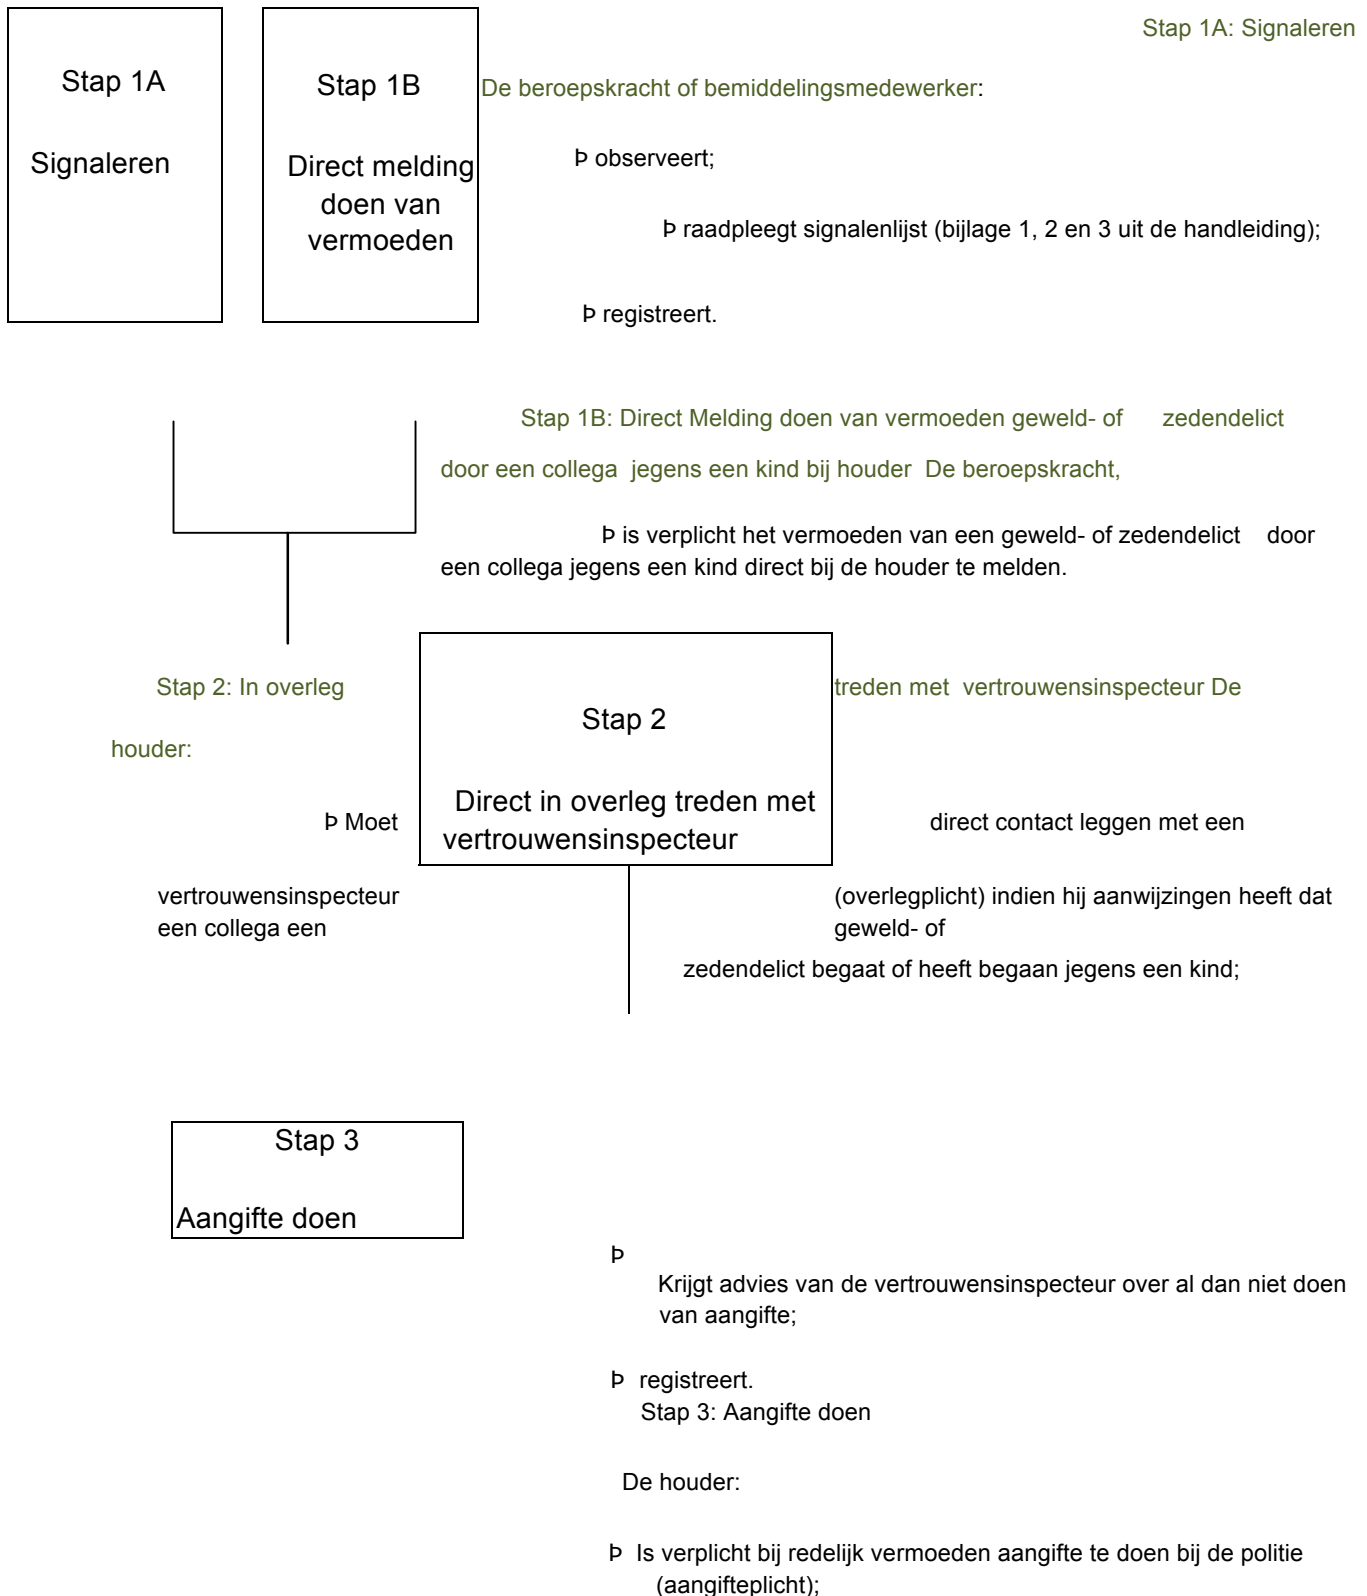 Stap 1A: Signaleren
Stap 1A
Signaleren
Stap 1B
Direct melding
doen van
vermoeden
De beroepskracht of bemiddelingsmedewerker:
Þ observeert;
Þ raadpleegt signalenlijst (bijlage 1, 2 en 3 uit de handleiding);
Þ registreert.
Stap 1B: Direct Melding doen van vermoeden geweld- of zedendelict
door een collega jegens een kind bij houder De beroepskracht,
Þ is verplicht het vermoeden van een geweld- of zedendelict door
een collega jegens een kind direct bij de houder te melden.
Stap 2
Direct in overleg treden met
vertrouwensinspecteur
Stap 2: In overleg treden met vertrouwensinspecteur De
houder:
Þ Moet direct contact leggen met een
vertrouwensinspecteur (overlegplicht) indien hij aanwijzingen heeft dat
een collega een geweld- of
zedendelict begaat of heeft begaan jegens een kind;
Stap 3
Aangifte doen
Þ
Krijgt advies van de vertrouwensinspecteur over al dan niet doen
van aangifte;
Þ registreert.
Stap 3: Aangifte doen
De houder:
Þ Is verplicht bij redelijk vermoeden aangifte te doen bij de politie
(aangifteplicht);